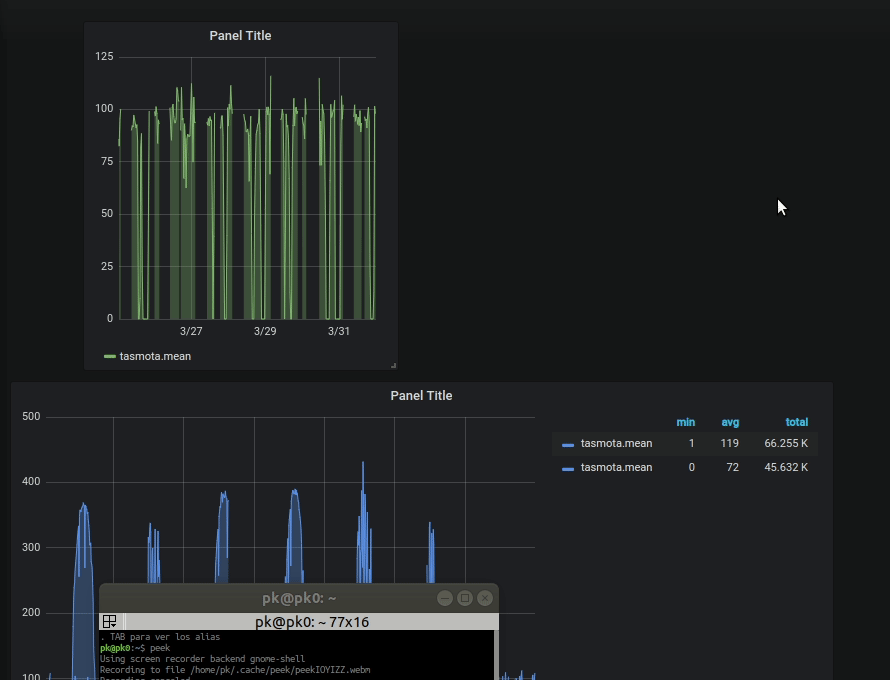 Panel Title
125
100
75
50
25
0
3/27 3/29 3/31
tasmota.mean
Panel Title
500
400
300
200
100
min avg total
tasmota.mean 1 119 66.255 K
tasmota.mean 0 72 45.632 K
pk@pk0: ~
pk@pk0: ~ 77x16
. TAB para ver los alias
pk@pk0:~$ peek
Using screen recorder backend gnome-shell
Recording to file /home/pk/.cache/peek/peekIOYIZZ.webm
Recording canceled